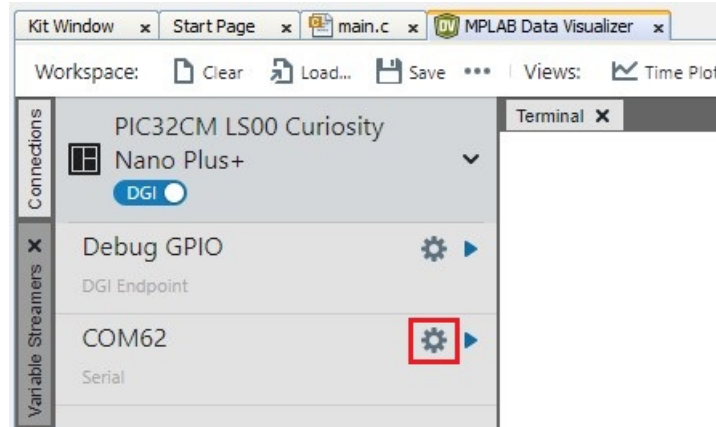 Kit Window x Start Page x main.c x MPLAB Data Visualizer x
Workspace: Clear Load... Save ••• Views: Time Plot
Connections
Variable Streamers x
PIC32CM LS00 Curiosity
Nano Plus+
DGI
Debug GPIO
DGI Endpoint
COM62
Serial
Terminal X